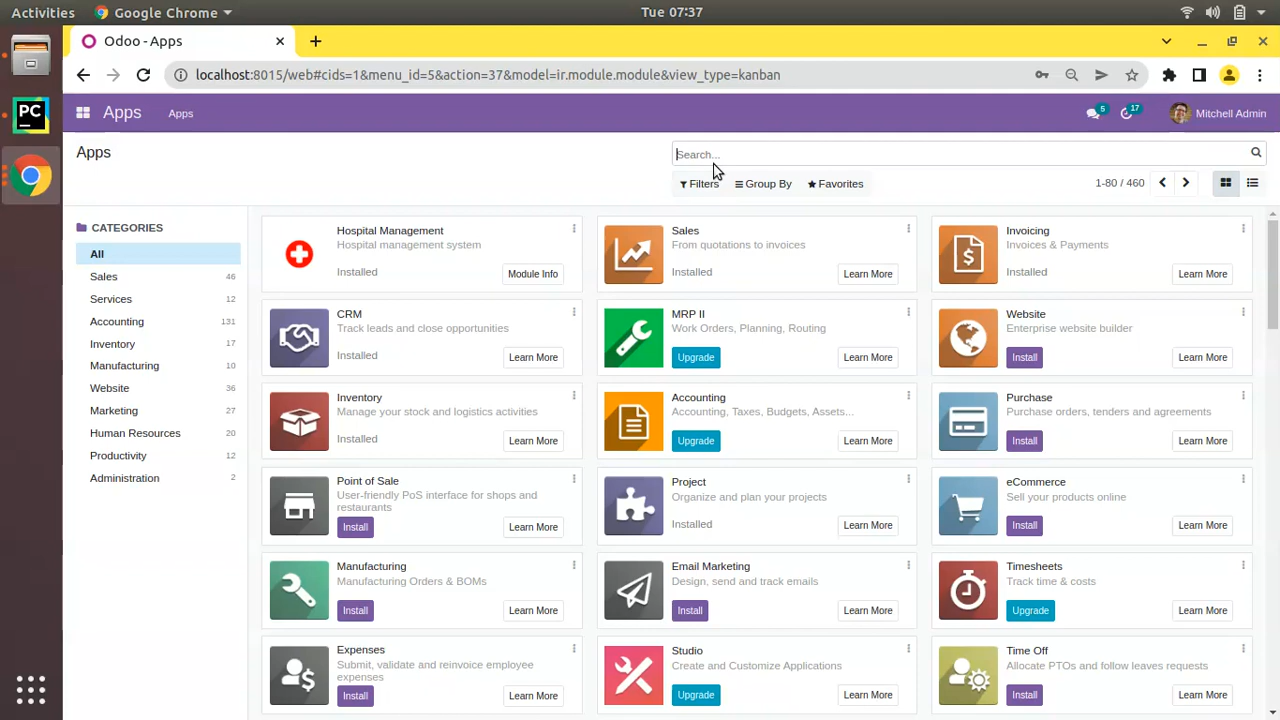 Activities
Google Chrome
Tue 07:37
Odoo - Apps
localhost:8015/web#cids=1&menu_id=5&action=37&model=ir.module.module&view_type=kanban
PC
Apps
Apps
5
17
Mitchell Admin
Apps
Search...
Filters
Group By
Favorites
1-80 / 460
CATEGORIES
All
Sales 46
Services 12
Accounting 131
Inventory 17
Manufacturing 10
Website 36
Marketing 27
Human Resources 20
Productivity 12
Administration 2
Hospital Management
Hospital management system
Installed
Module Info
Sales
From quotations to invoices
Installed
Learn More
Invoicing
Invoices & Payments
Installed
Learn More
CRM
Track leads and close opportunities
Installed
Learn More
MRP II
Work Orders, Planning, Routing
Upgrade
Learn More
Website
Enterprise website builder
Install
Learn More
Inventory
Manage your stock and logistics activities
Installed
Learn More
Accounting
Accounting, Taxes, Budgets, Assets...
Upgrade
Learn More
Purchase
Purchase orders, tenders and agreements
Install
Learn More
Point of Sale
User-friendly PoS interface for shops and
restaurants
Install
Learn More
Project
Organize and plan your projects
Installed
Learn More
eCommerce
Sell your products online
Install
Learn More
Manufacturing
Manufacturing Orders & BOMs
Install
Learn More
Email Marketing
Design, send and track emails
Install
Learn More
Timesheets
Track time & costs
Upgrade
Learn More
Expenses
Submit, validate and reinvoice employee
expenses
Install
Learn More
Studio
Create and Customize Applications
Upgrade
Learn More
Time Off
Allocate PTOs and follow leaves requests
Install
Learn More